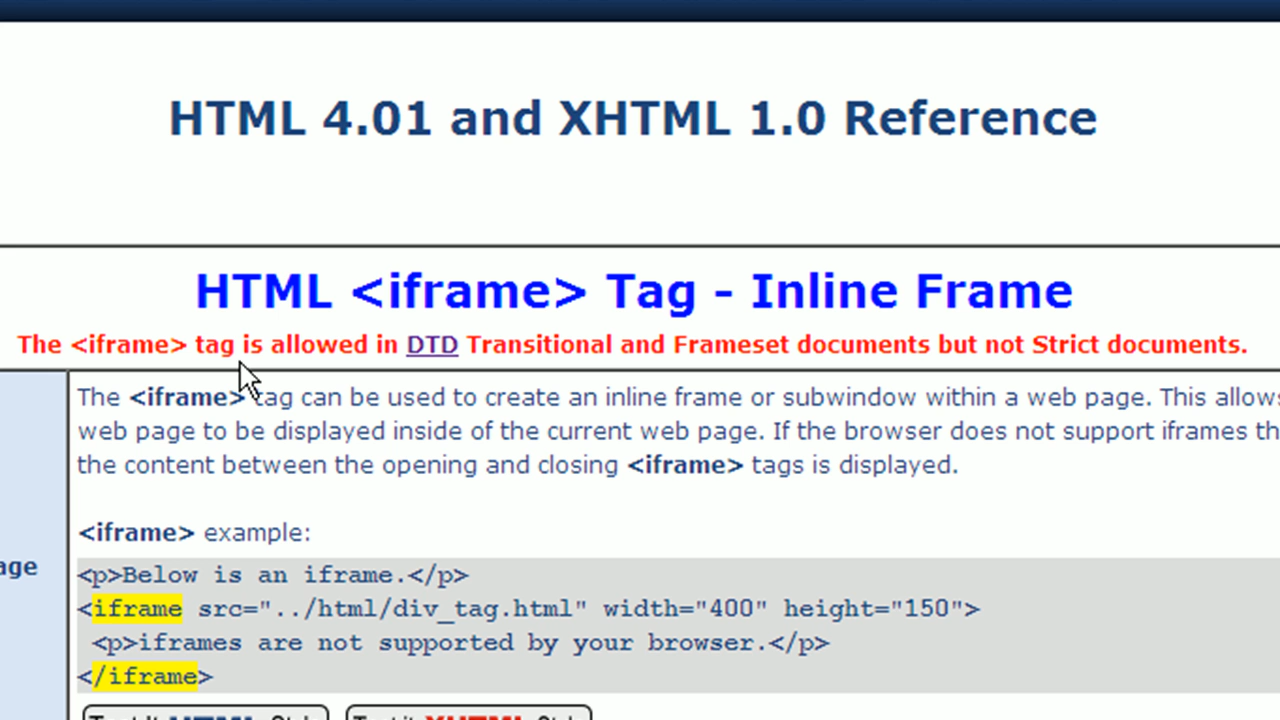 HTML 4.01 and XHTML 1.0 Reference
HTML <iframe> Tag - Inline Frame
The <iframe> tag is allowed in DTD Transitional and Frameset documents but not Strict documents.
The <iframe> tag can be used to create an inline frame or subwindow within a web page. This allows
web page to be displayed inside of the current web page. If the browser does not support iframes th
the content between the opening and closing <iframe> tags is displayed.
<iframe> example:
age
<p>Below is an iframe.</p>
<iframe src="../html/div_tag.html" width="400" height="150">
<p>iframes are not supported by your browser.</p>
</iframe>